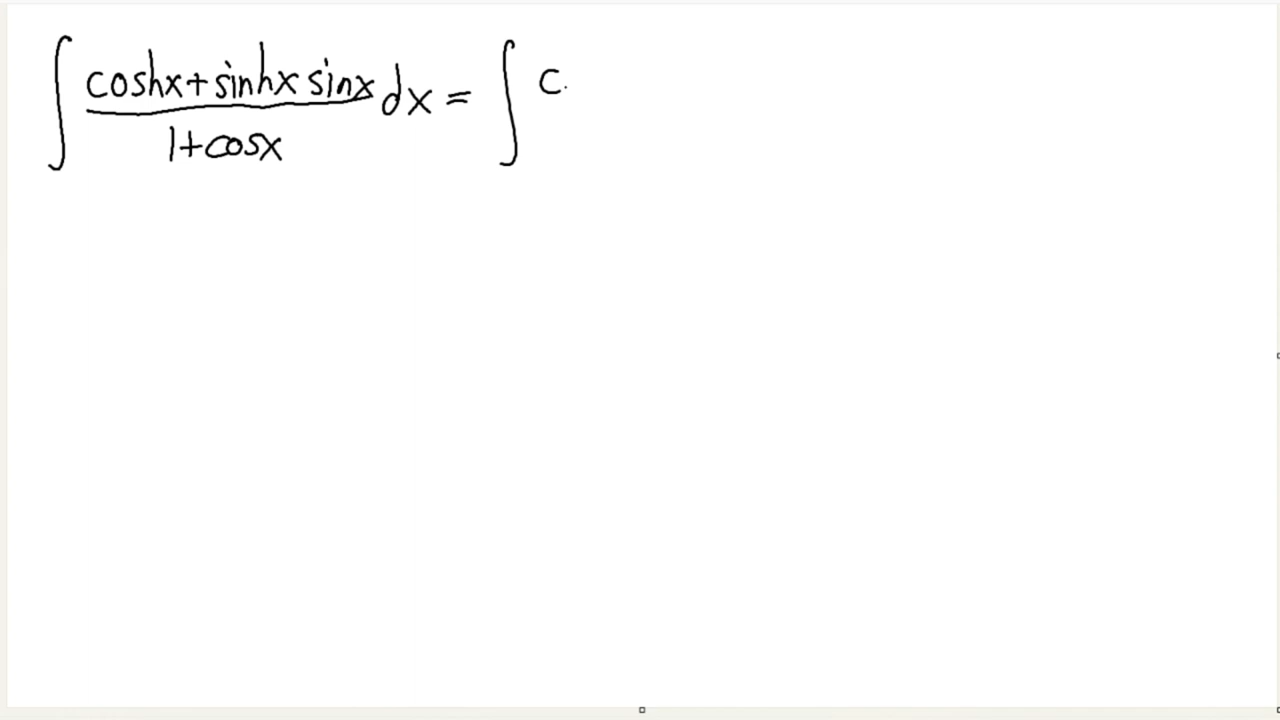 ∫ (coshx + sinhx sinx)/(1+cosx) dx = ∫ c